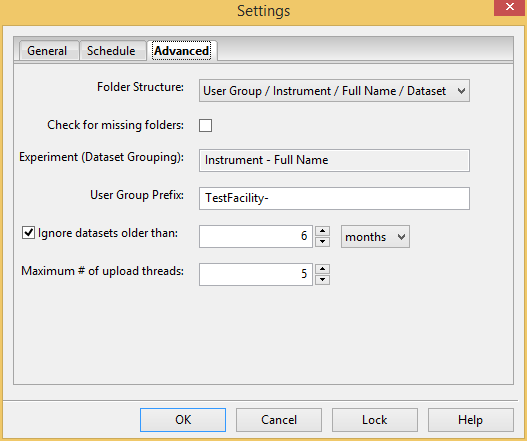 Settings
General Schedule Advanced
Folder Structure: User Group / Instrument / Full Name / Dataset
Check for missing folders:
Experiment (Dataset Grouping): Instrument - Full Name
User Group Prefix: TestFacility-
Ignore datasets older than: 6 months
Maximum # of upload threads: 5
OK Cancel Lock Help